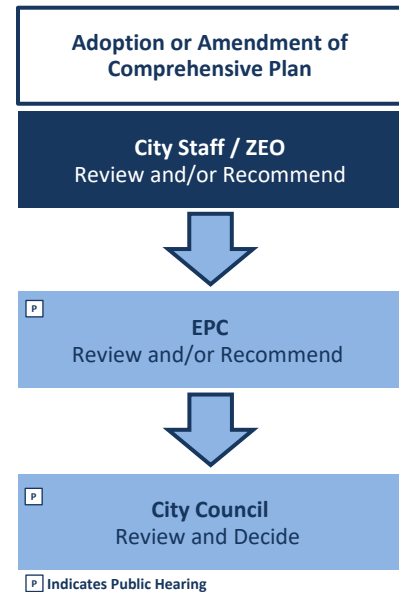 Adoption or Amendment of
Comprehensive Plan
City Staff / ZEO
Review and/or Recommend
P
EPC
Review and/or Recommend
P
City Council
Review and Decide
P Indicates Public Hearing